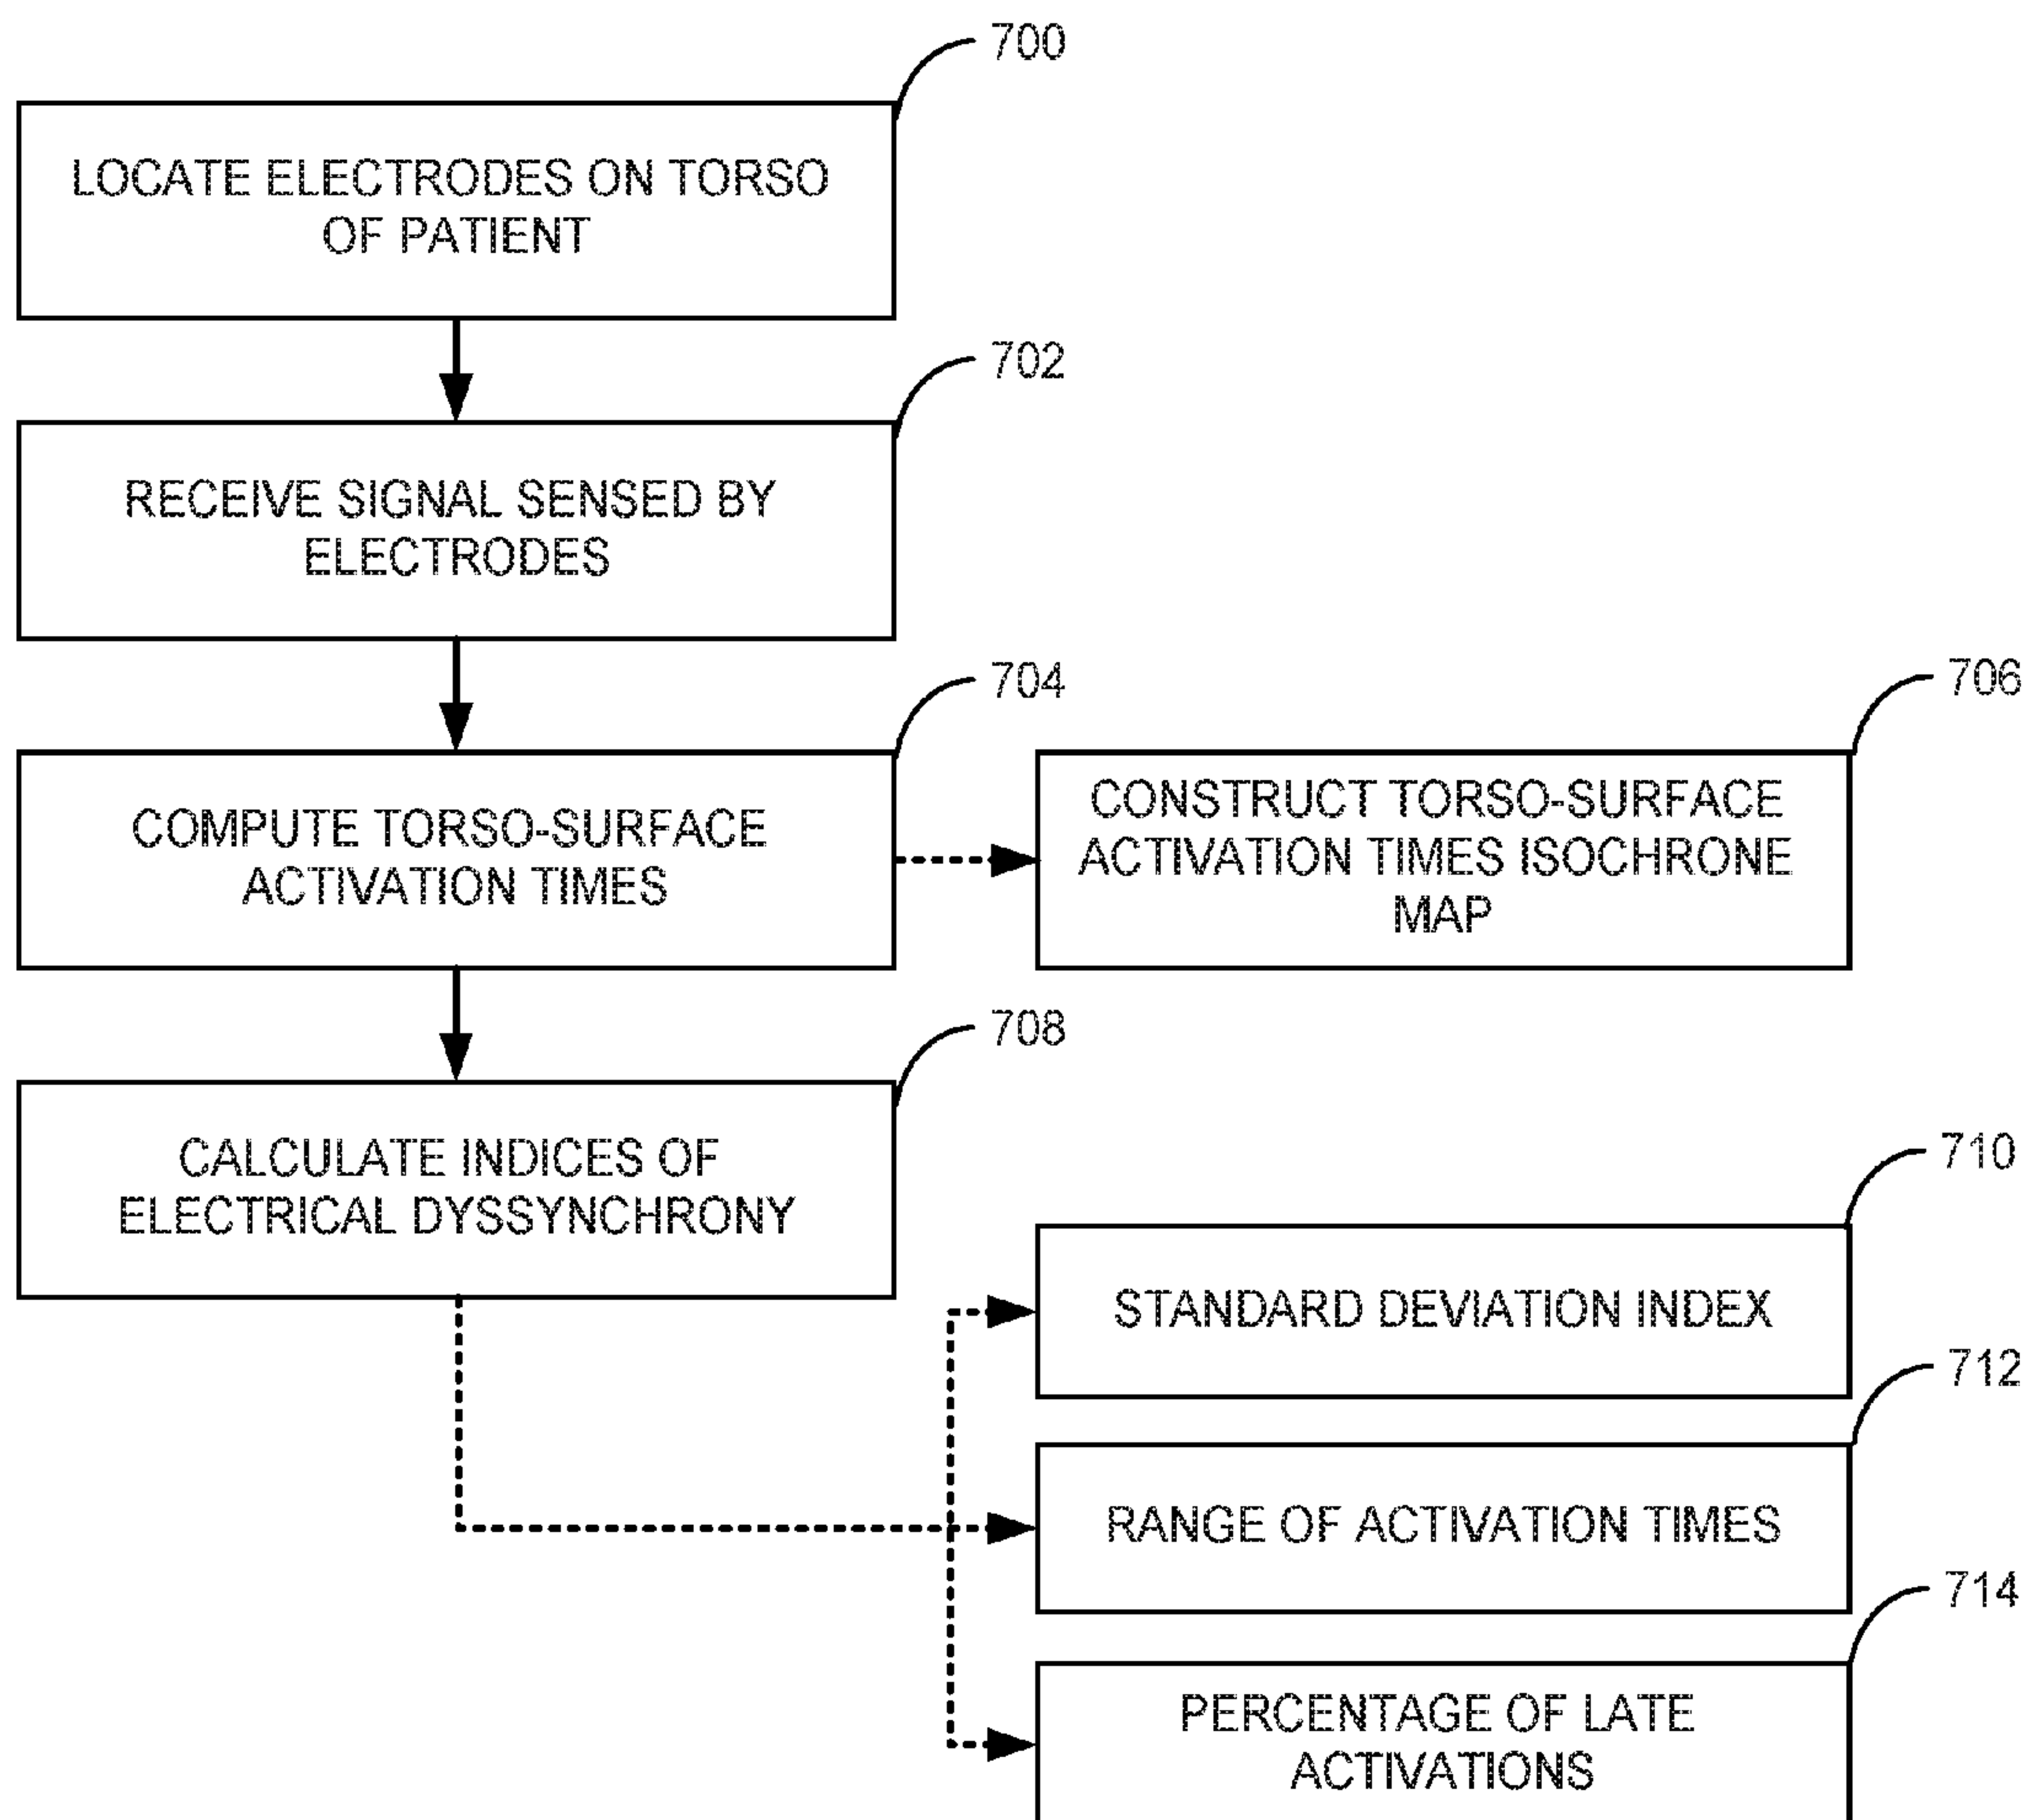 700
LOCATE ELECTRODES ON TORSO
OF PATIENT
702
RECEIVE SIGNAL SENSED BY
ELECTRODES
704
COMPUTE TORSO-SURFACE
ACTIVATION TIMES
706
CONSTRUCT TORSO-SURFACE
ACTIVATION TIMES ISOCHRONE
MAP
708
CALCULATE INDICES OF
ELECTRICAL DYSSYNCHRONY
710
STANDARD DEVIATION INDEX
712
RANGE OF ACTIVATION TIMES
714
PERCENTAGE OF LATE
ACTIVATIONS